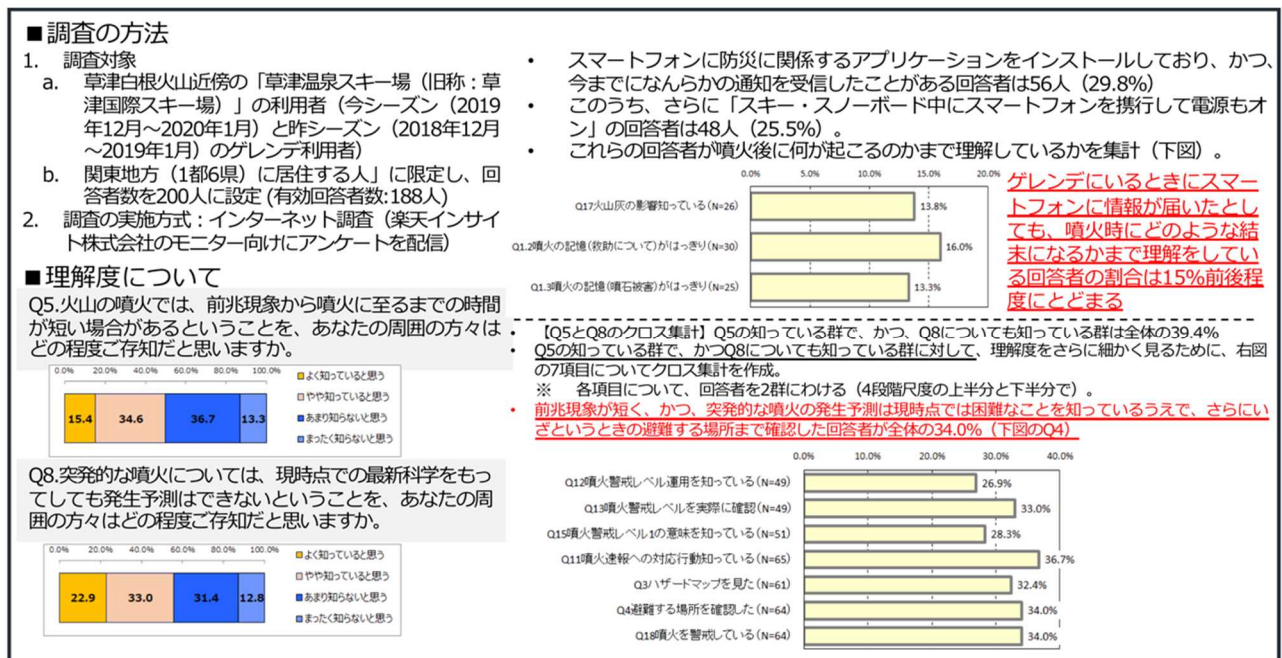 ■調査の方法
1. 調査対象
a. 草津白根火山近傍の「草津温泉スキー場（旧称：草
津国際スキー場）」の利用者（今シーズン（2019
年12月～2020年1月）と昨シーズン（2018年12月
～2019年1月）のゲレンデ利用者）
b. 関東地方（1都6県）に居住する人」に限定し、回
答者数を200人に設定 (有効回答者数:188人)
2. 調査の実施方式：インターネット調査（楽天インサイ
ト株式会社のモニター向けにアンケートを配信）
■理解度について
Q5.火山の噴火では、前兆現象から噴火に至るまでの時間
が短い場合があるということを、あなたの周囲の方々は
どの程度ご存知だと思いますか。
0.0% 20.0% 40.0% 60.0% 80.0% 100.0%
15.4 34.6 36.7 13.3
よく知っていると思う
やや知っていると思う
あまり知らないと思う
まったく知らないと思う
Q8.突発的な噴火については、現時点での最新科学をもっ
てしても発生予測はできないということを、あなたの周
囲の方々はどの程度ご存知だと思いますか。
0.0% 20.0% 40.0% 60.0% 80.0% 100.0%
22.9 33.0 31.4 12.8
よく知っていると思う
やや知っていると思う
あまり知らないと思う
まったく知らないと思う
• スマートフォンに防災に関係するアプリケーションをインストールしており、かつ、
今までになんらかの通知を受信したことがある回答者は56人（29.8%）
• このうち、さらに「スキー・スノーボード中にスマートフォンを携行して電源もオ
ン」の回答者は48人（25.5%）。
• これらの回答者が噴火後に何が起こるのかまで理解しているかを集計（下図）。
0.0% 5.0% 10.0% 15.0% 20.0%
Q17火山灰の影響知っている(N=26) 13.8%
Q1.2噴火の記憶(救助について)がはっきり(N=30) 16.0%
Q1.3噴火の記憶(噴石被害)がはっきり(N=25) 13.3%
ゲレンデにいるときにスマー
トフォンに情報が届いたとし
ても、噴火時にどのような結
末になるかまで理解をしてい
る回答者の割合は15%前後程
度にとどまる
• 【Q5とQ8のクロス集計】Q5の知っている群で、かつ、Q8についても知っている群は全体の39.4%
• Q5の知っている群で、かつQ8についても知っている群に対して、理解度をさらに細かく見るために、右図
の7項目についてクロス集計を作成。
※ 各項目について、回答者を2群にわける（4段階尺度の上半分と下半分で）。
• 前兆現象が短く、かつ、突発的な噴火の発生予測は現時点では困難なことを知っているうえで、さらにい
ざというときの避難する場所まで確認した回答者が全体の34.0%（下図のQ4）
0.0% 10.0% 20.0% 30.0% 40.0%
Q12噴火警戒レベル運用を知っている(N=49) 26.9%
Q13噴火警戒レベルを実際に確認(N=49) 33.0%
Q15噴火警戒レベル1の意味を知っている(N=51) 28.3%
Q11噴火速報への対応行動知っている(N=65) 36.7%
Q3ハザードマップを見た(N=61) 32.4%
Q4避難する場所を確認した(N=64) 34.0%
Q18噴火を警戒している(N=64) 34.0%